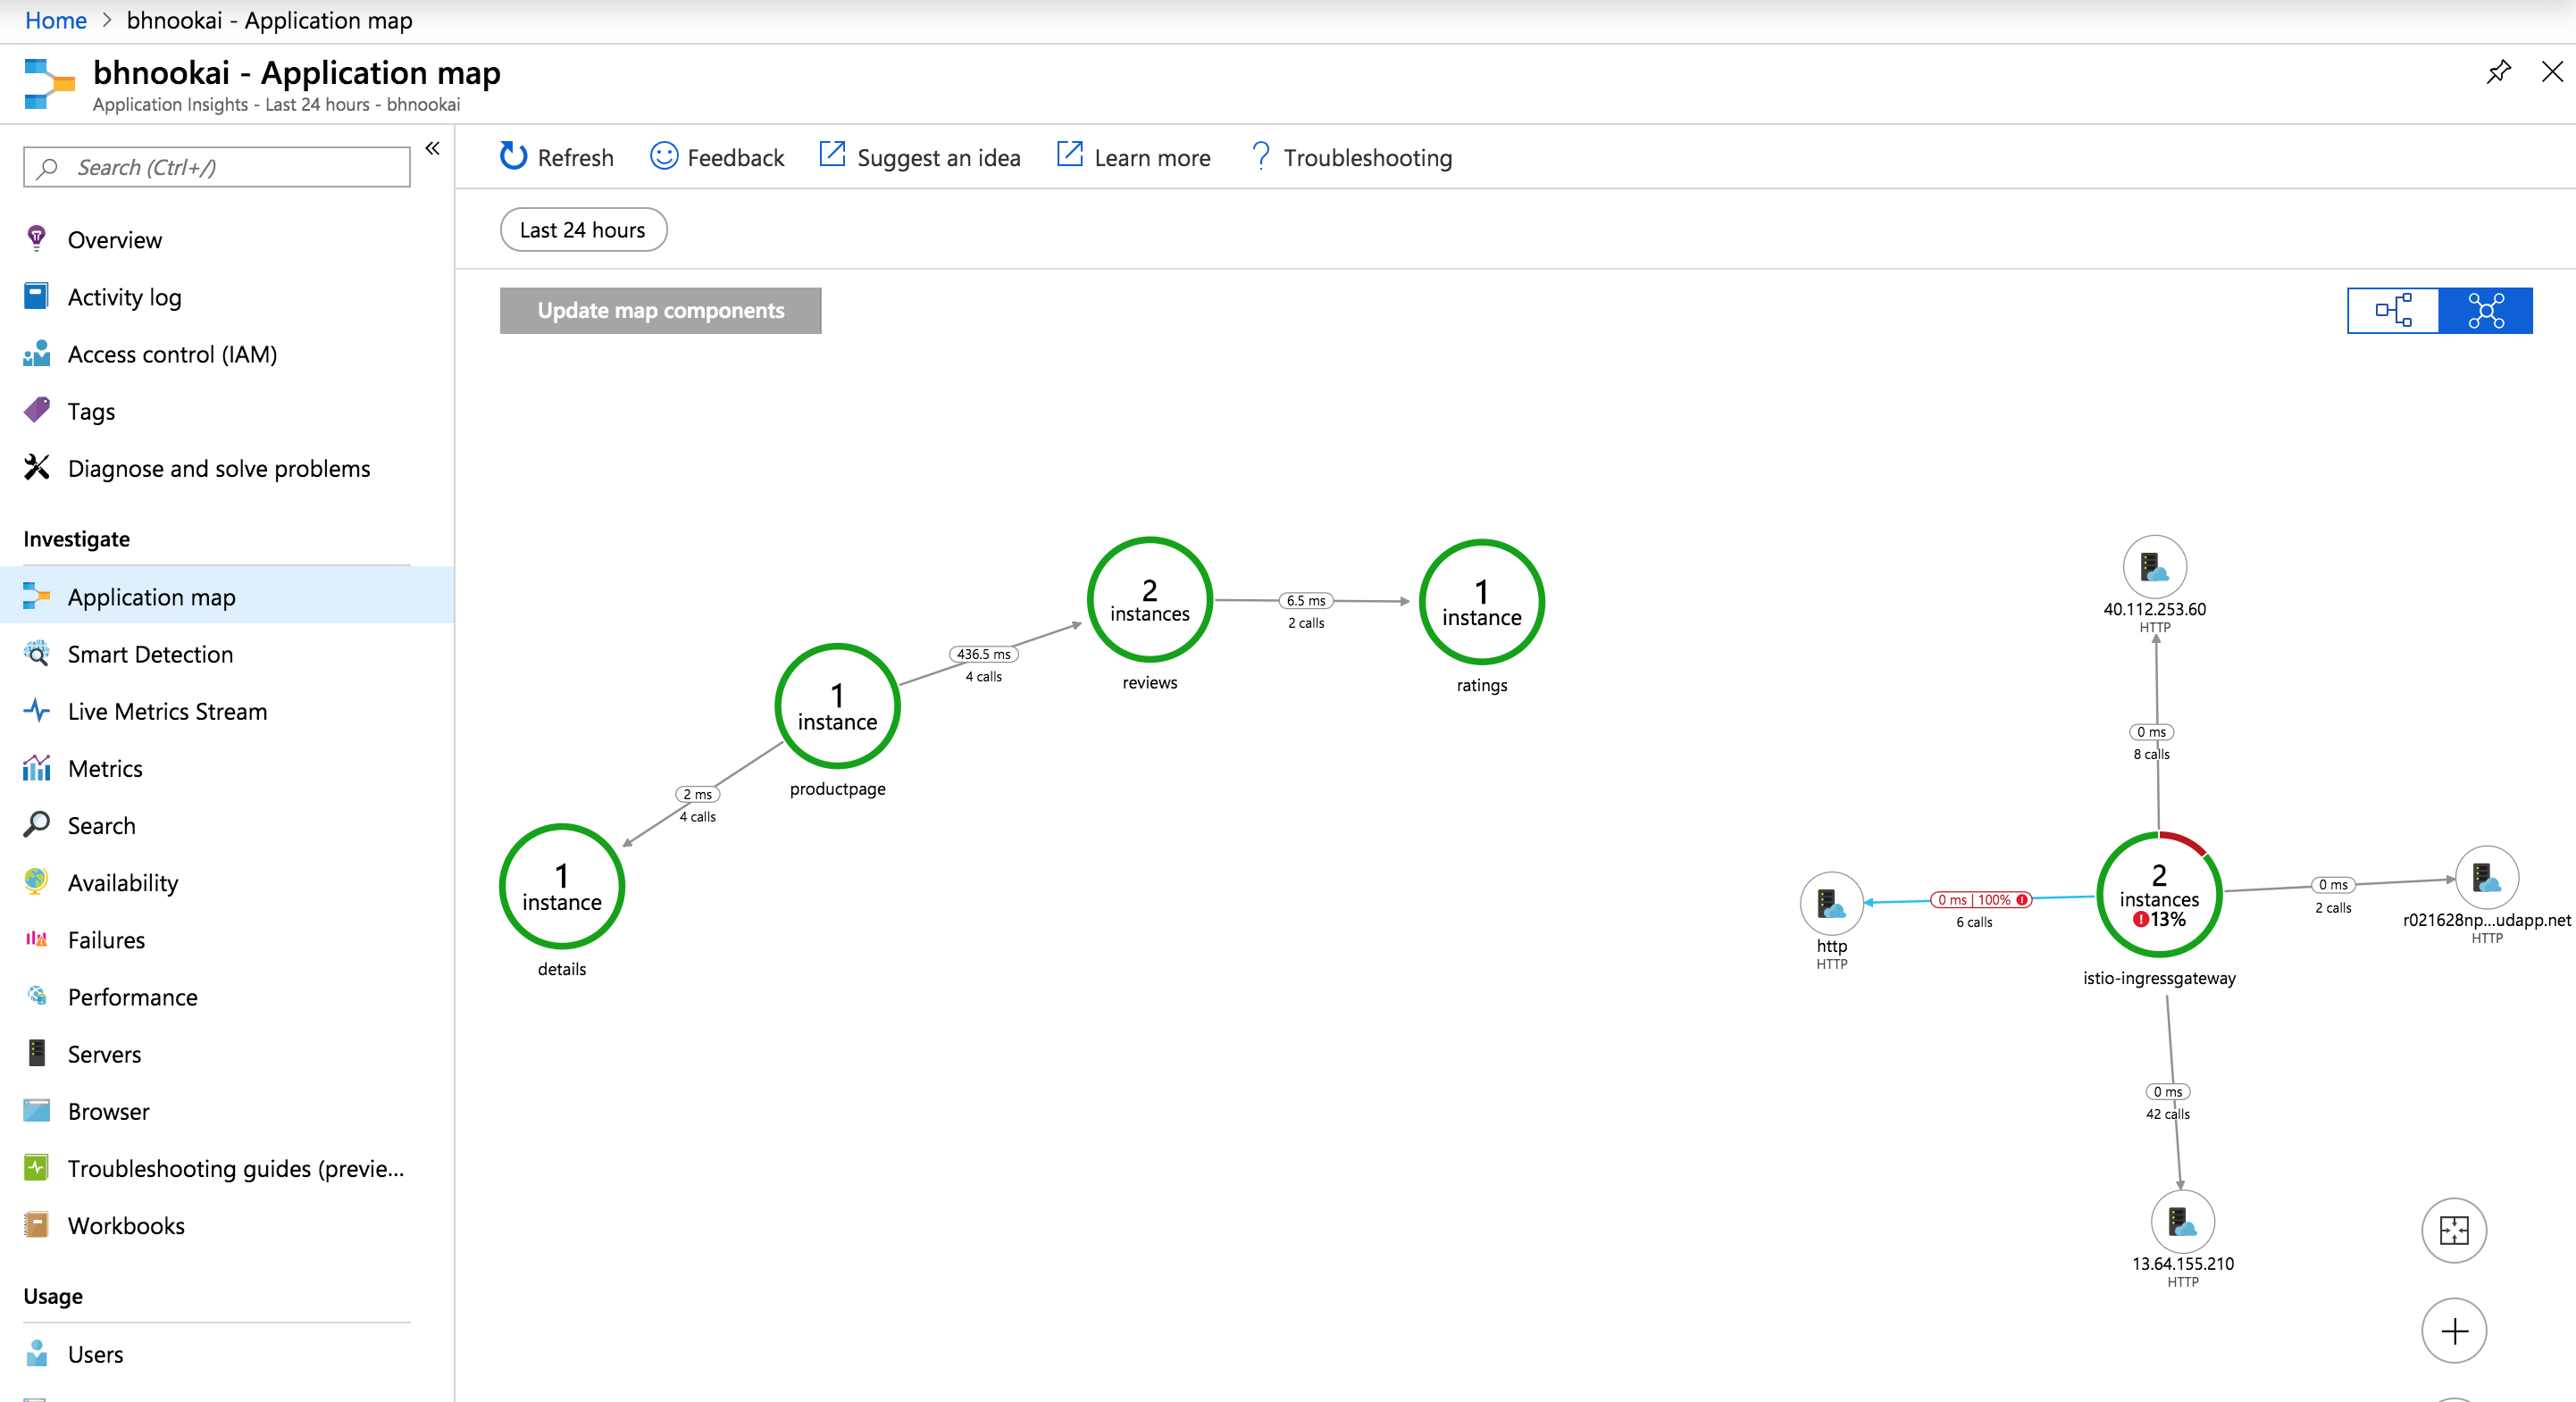 Home > bhnookai - Application map
bhnookai - Application map
Application Insights - Last 24 hours - bhnookai
Search (Ctrl+/)
«
Overview
Activity log
Access control (IAM)
Tags
Diagnose and solve problems
Investigate
Application map
Smart Detection
Live Metrics Stream
Metrics
Search
Availability
Failures
Performance
Servers
Browser
Troubleshooting guides (previe...
Workbooks
Usage
Users
Refresh
Feedback
Suggest an idea
Learn more
? Troubleshooting
Last 24 hours
Update map components
2
instances
reviews
6.5 ms
2 calls
1
instance
ratings
436.5 ms
4 calls
1
instance
productpage
2 ms
4 calls
1
instance
details
40.112.253.60
HTTP
0 ms
8 calls
2
instances
13%
istio-ingressgateway
0 ms | 100%
6 calls
http
HTTP
0 ms
2 calls
r021628np...udapp.net
HTTP
0 ms
42 calls
13.64.155.210
HTTP